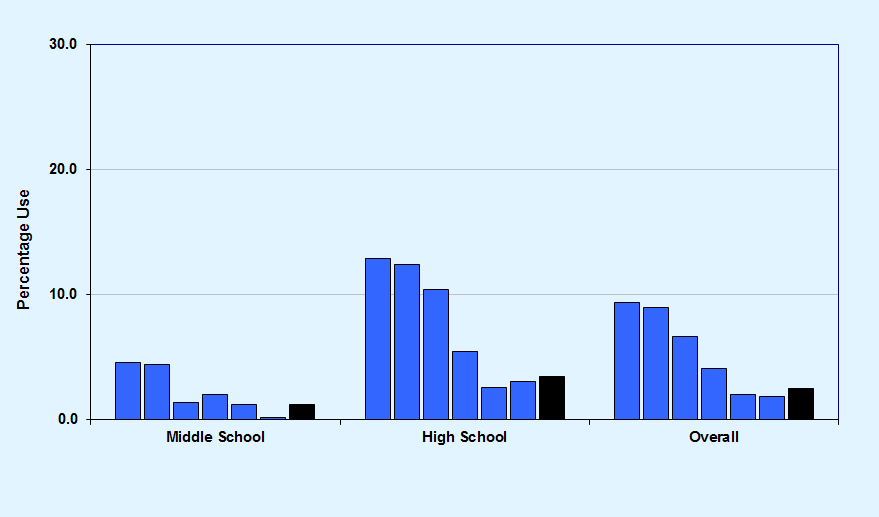 30.0
20.0
10.0
0.0
Percentage Use
Middle School
High School
Overall